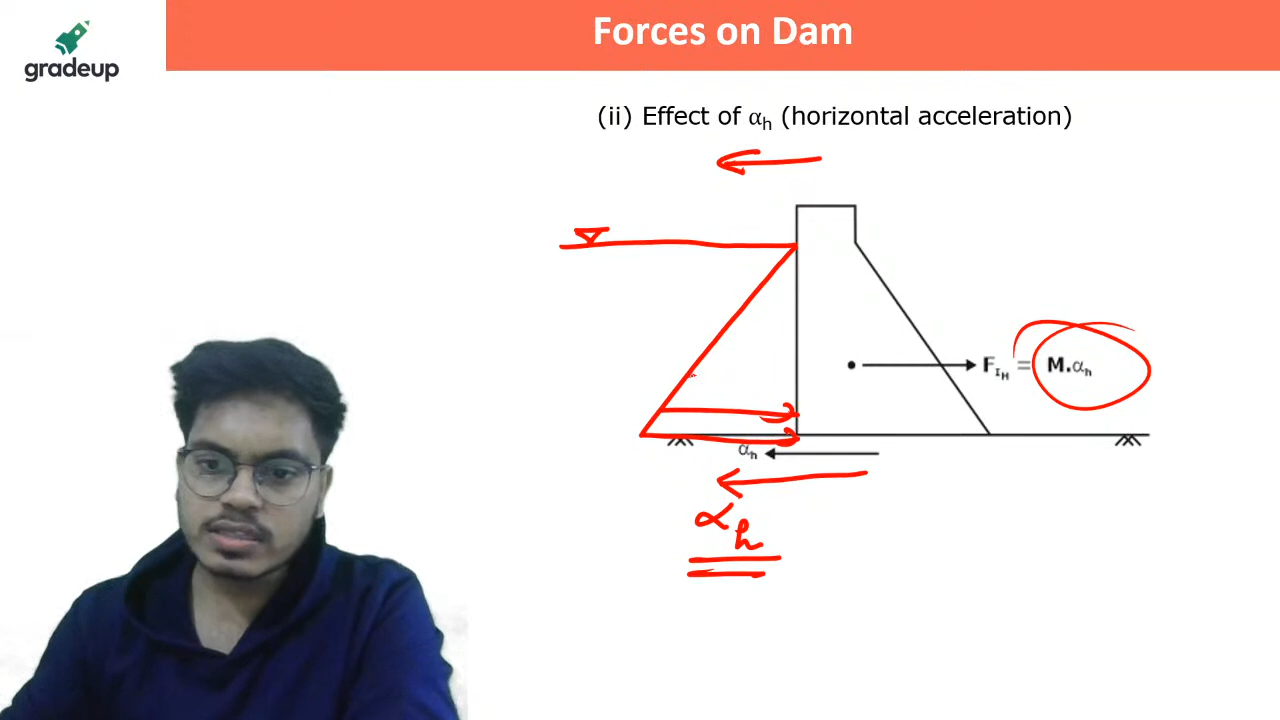 Forces on Dam
gradeup
(ii) Effect of αh (horizontal acceleration)
FIH = M.αh
αh
αh